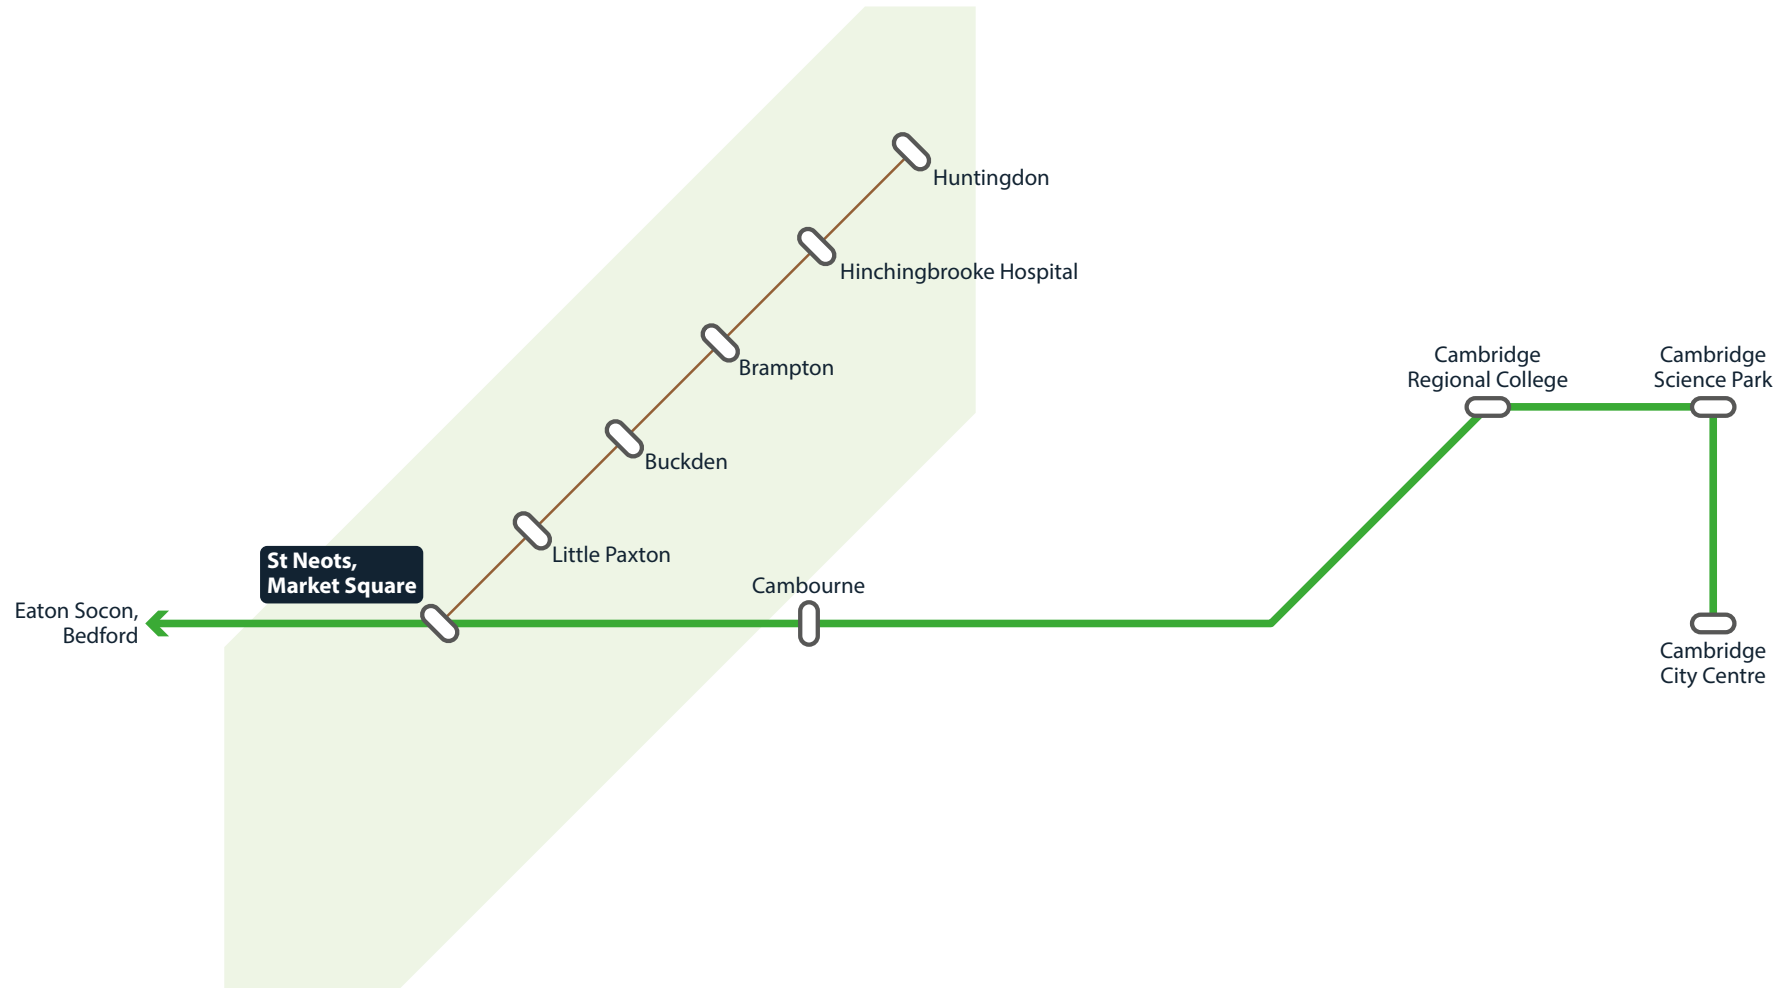 Huntingdon
Hinchingbrooke Hospital
Brampton
Buckden
Little Paxton
St Neots,
Market Square
Eaton Socon,
Bedford
Cambourne
Cambridge
Regional College
Cambridge
Science Park
Cambridge
City Centre